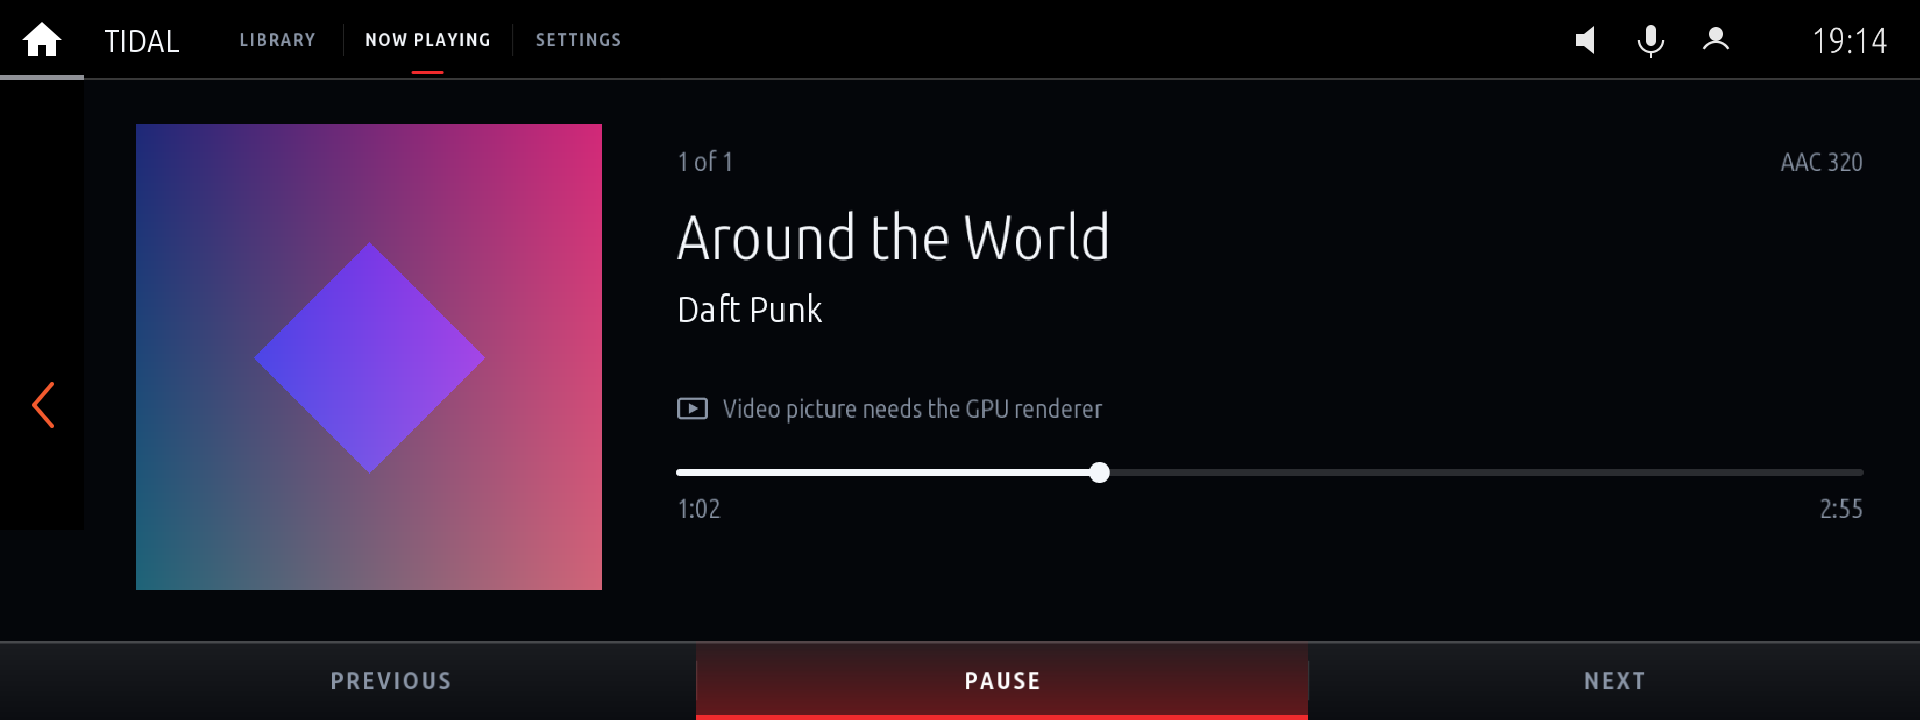 TIDAL
LIBRARY
NOW PLAYING
SETTINGS
19:14
1 of 1
AAC 320
Around the World
Daft Punk
Video picture needs the GPU renderer
1:02
2:55
PREVIOUS
PAUSE
NEXT